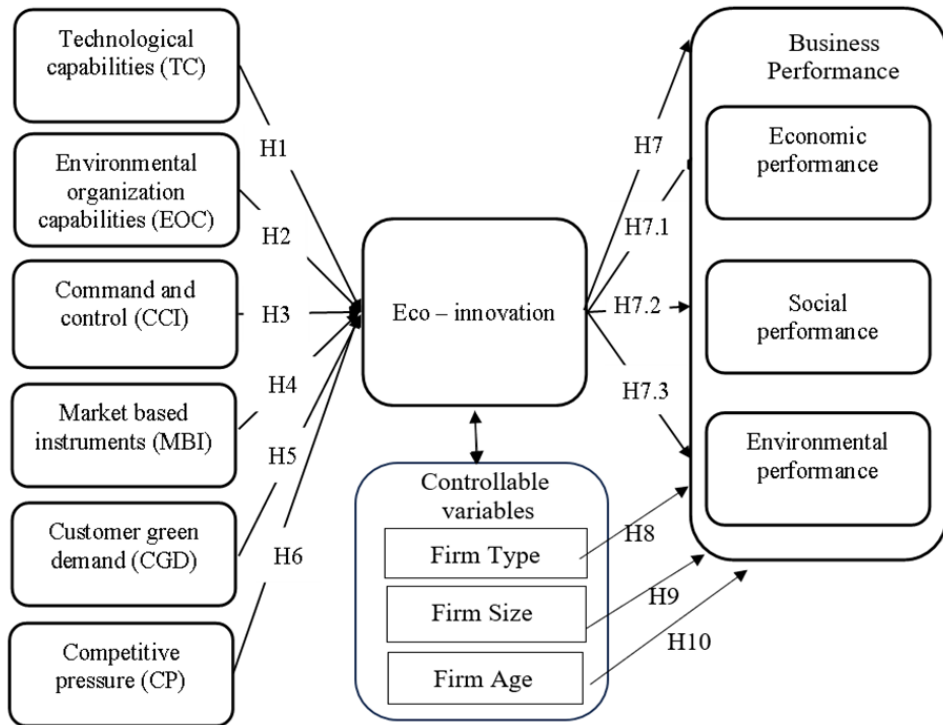 Technological
capabilities (TC)
Environmental
organization
capabilities (EOC)
Command and
control (CCI)
Market based
instruments (MBI)
Customer green
demand (CGD)
Competitive
pressure (CP)
H1
H2
H3
H4
H5
H6
Eco – innovation
Controllable
variables
Firm Type
Firm Size
Firm Age
H7
H7.1
H7.2
H7.3
H8
H9
H10
Business
Performance
Economic
performance
Social
performance
Environmental
performance